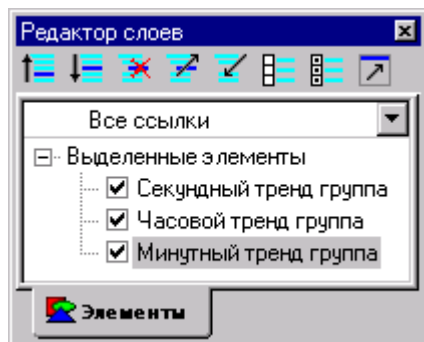 Редактор слоев
Все ссылки
Выделенные элементы
Секундный тренд группа
Часовой тренд группа
Минутный тренд группа
Элементы